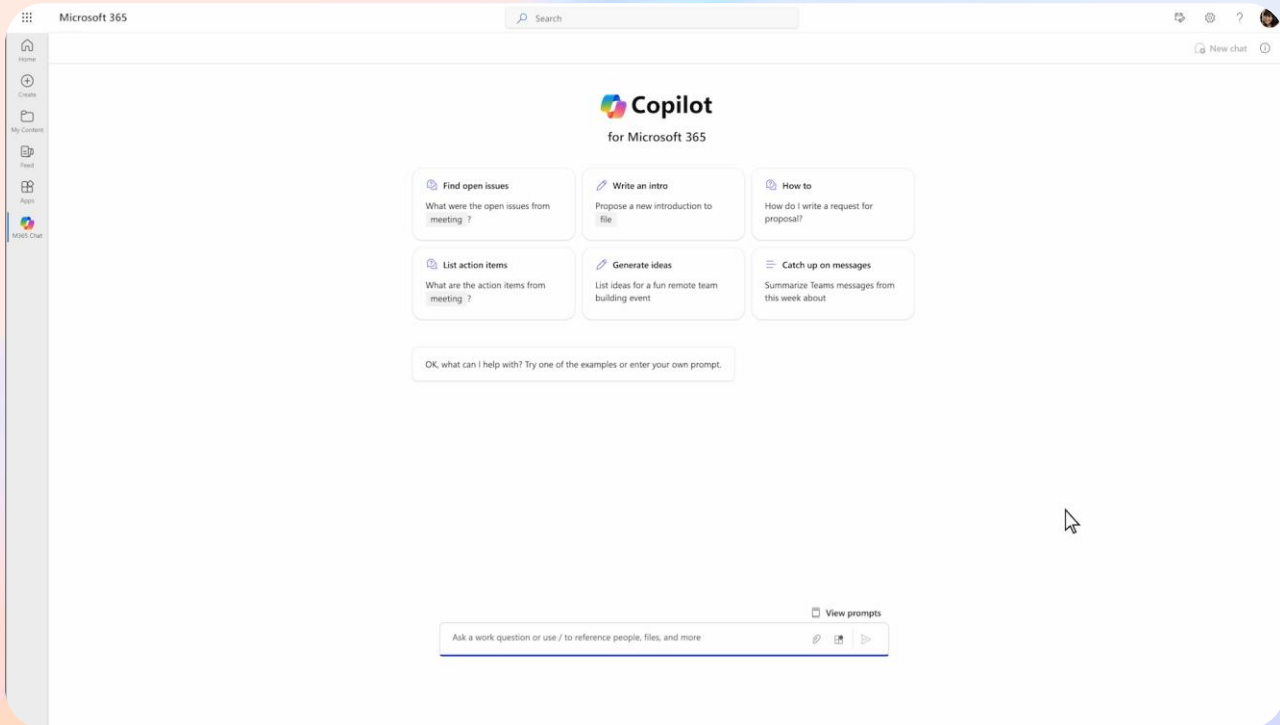 Microsoft 365
Search
Home
Create
My Content
Feed
Apps
M365 Chat
New chat
Copilot
for Microsoft 365
Find open issues
What were the open issues from
meeting ?
Write an intro
Propose a new introduction to
file
How to
How do I write a request for
proposal?
List action items
What are the action items from
meeting ?
Generate ideas
List ideas for a fun remote team
building event
Catch up on messages
Summarize Teams messages from
this week about
OK, what can I help with? Try one of the examples or enter your own prompt.
View prompts
Ask a work question or use / to reference people, files, and more